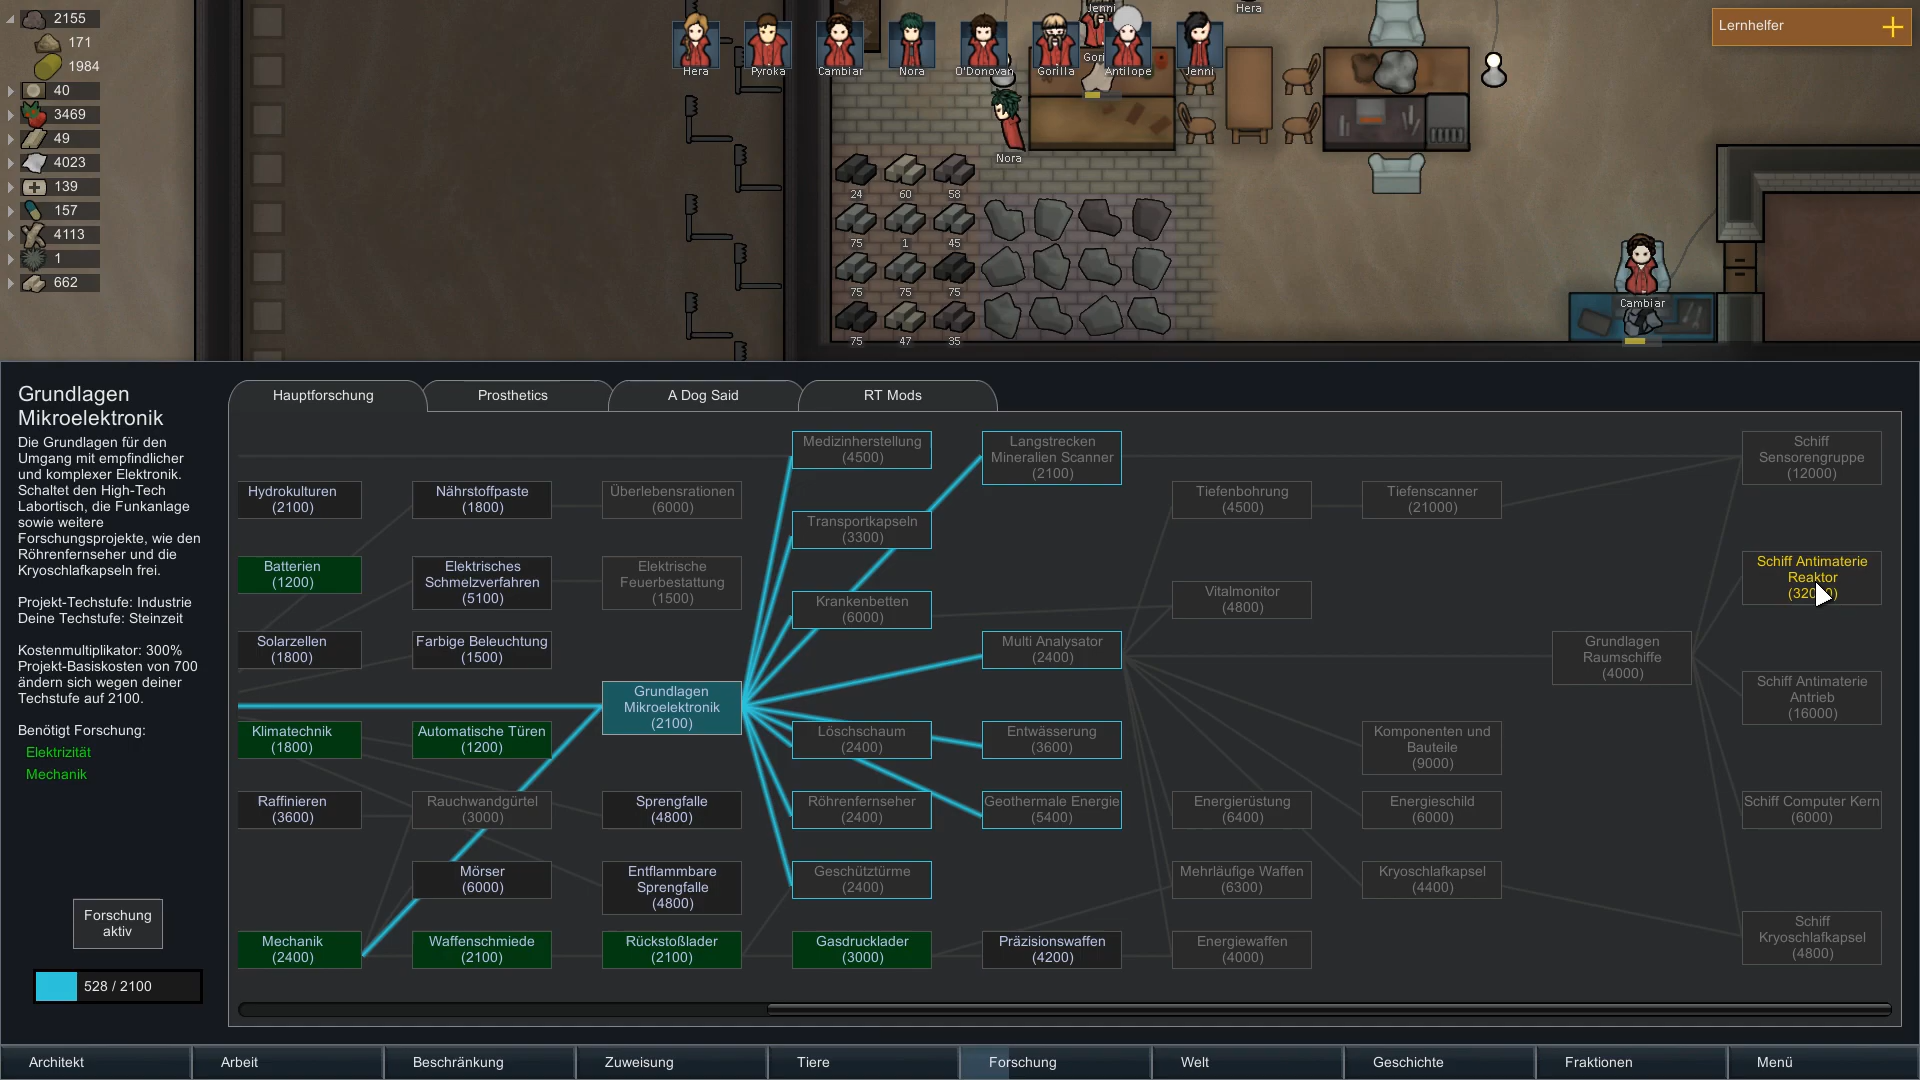 2155
171
1984
40
3469
49
4023
139
157
4113
1
662
Hera
Pyroka
Cambiar
Nora
O'Donovan
Gorilla
Antilope
Jenni
Jenni
Hera
Nora
Cambiar
Lernhelfer
24
60
58
75
1
45
75
75
75
75
47
35
Grundlagen
Mikroelektronik
Die Grundlagen für den
Umgang mit empfindlicher
und komplexer Elektronik.
Schaltet den High-Tech
Labortisch, die Funkanlage
sowie weitere
Forschungsprojekte, wie den
Röhrenfernseher und die
Kryoschlafkapseln frei.
Projekt-Techstufe: Industrie
Deine Techstufe: Steinzeit
Kostenmultiplikator: 300%
Projekt-Basiskosten von 700
ändern sich wegen deiner
Techstufe auf 2100.
Benötigt Forschung:
Elektrizität
Mechanik
Forschung
aktiv
528 / 2100
Hauptforschung
Prosthetics
A Dog Said
RT Mods
Hydrokulturen
(2100)
Batterien
(1200)
Solarzellen
(1800)
Klimatechnik
(1800)
Raffinieren
(3600)
Mechanik
(2400)
Nährstoffpaste
(1800)
Elektrisches
Schmelzverfahren
(5100)
Farbige Beleuchtung
(1500)
Automatische Türen
(1200)
Rauchwandgürtel
(3000)
Mörser
(6000)
Waffenschmiede
(2100)
Überlebensrationen
(6000)
Elektrische
Feuerbestattung
(1500)
Grundlagen
Mikroelektronik
(2100)
Sprengfalle
(4800)
Entflammbare
Sprengfalle
(4800)
Rückstoßlader
(2100)
Medizinherstellung
(4500)
Transportkapseln
(3300)
Krankenbetten
(6000)
Löschschaum
(2400)
Röhrenfernseher
(2400)
Geschütztürme
(2400)
Gasdrucklader
(3000)
Langstrecken
Mineralien Scanner
(2100)
Multi Analysator
(2400)
Entwässerung
(3600)
Geothermale Energie
(5400)
Präzisionswaffen
(4200)
Tiefenbohrung
(4500)
Vitalmonitor
(4800)
Energierüstung
(6400)
Mehrläufige Waffen
(6300)
Energiewaffen
(4000)
Tiefenscanner
(21000)
Komponenten und
Bauteile
(9000)
Energieschild
(6000)
Kryoschlafkapsel
(4400)
Grundlagen
Raumschiffe
(4000)
Schiff
Sensorengruppe
(12000)
Schiff Antimaterie
Reaktor
Schiff Antimaterie
Antrieb
(16000)
Schiff Computer Kern
(6000)
Schiff
Kryoschlafkapsel
(4800)
Architekt
Arbeit
Beschränkung
Zuweisung
Tiere
Forschung
Welt
Geschichte
Fraktionen
Menü